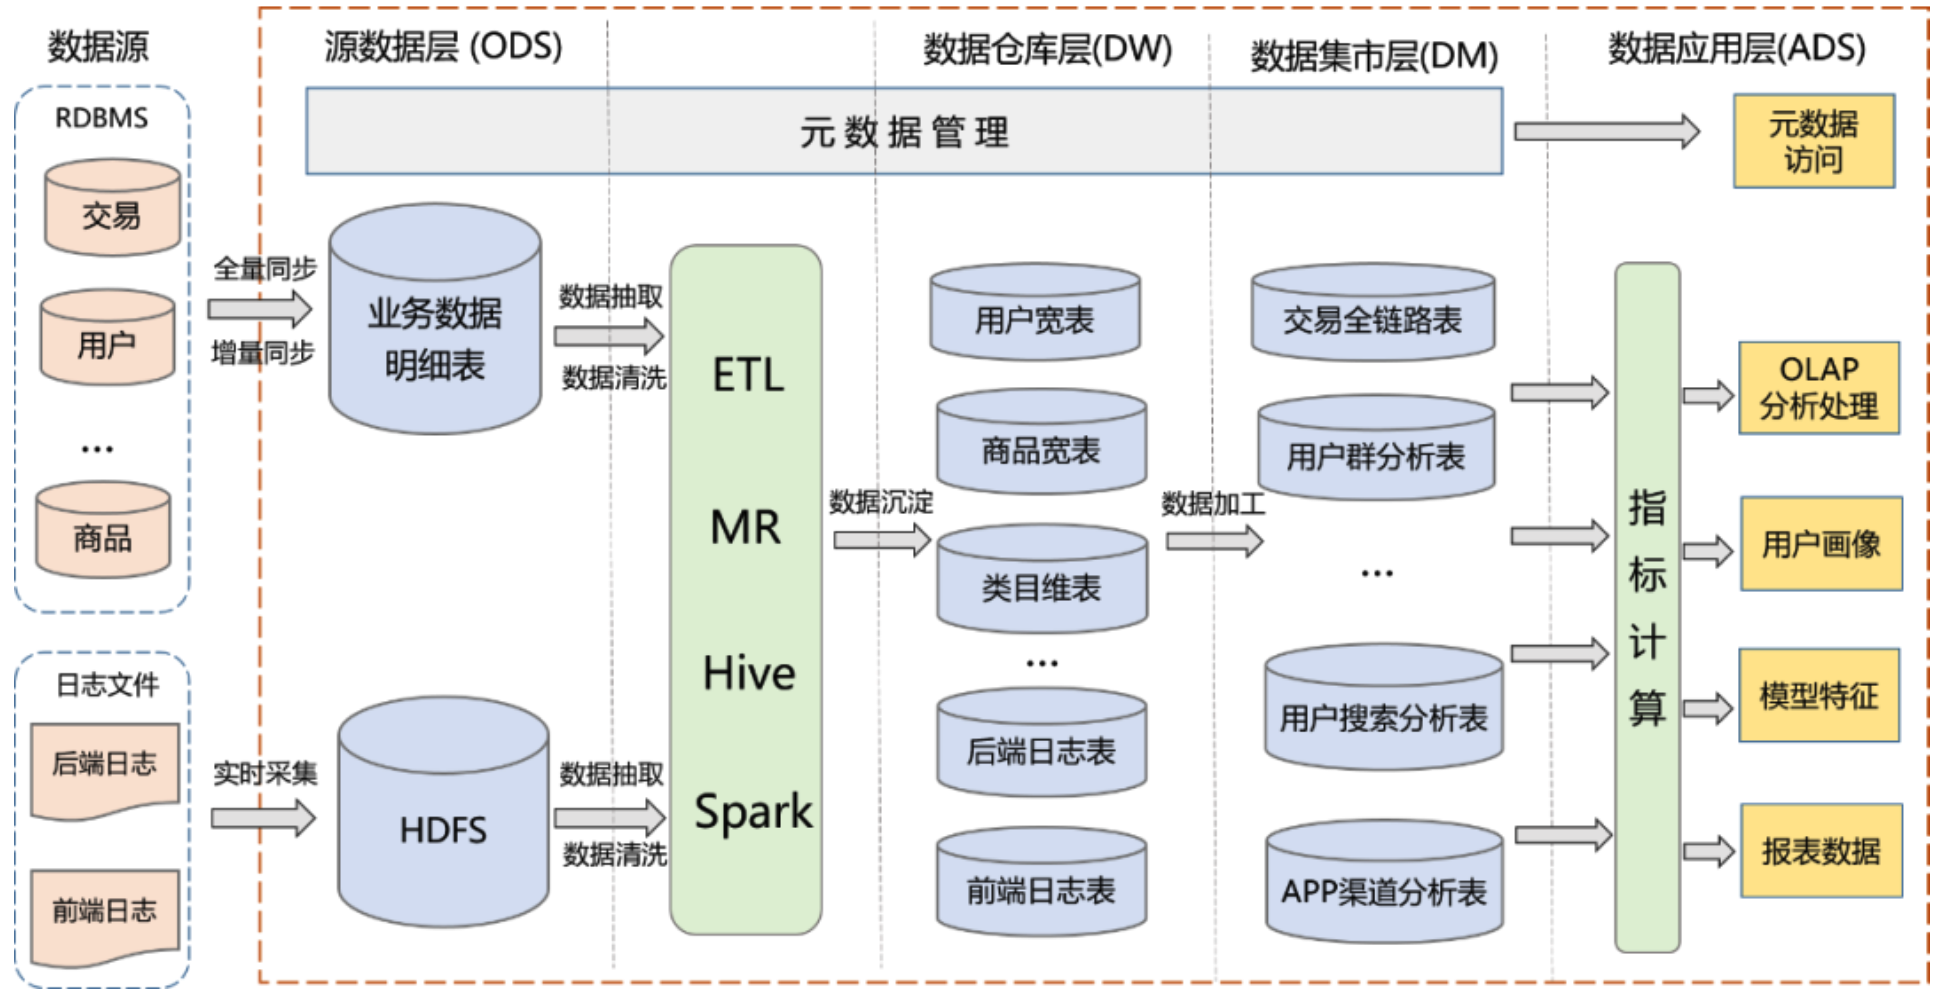 数据源
源数据层 (ODS)
数据仓库层(DW)
数据集市层(DM)
数据应用层(ADS)
RDBMS
交易
用户
...
商品
日志文件
后端日志
前端日志
全量同步
增量同步
实时采集
元数据管理
业务数据
明细表
HDFS
数据抽取
数据清洗
数据抽取
数据清洗
ETL
MR
Hive
Spark
数据沉淀
用户宽表
商品宽表
类目维表
...
后端日志表
前端日志表
数据加工
交易全链路表
用户群分析表
...
用户搜索分析表
APP渠道分析表
指标计算
元数据
访问
OLAP
分析处理
用户画像
模型特征
报表数据